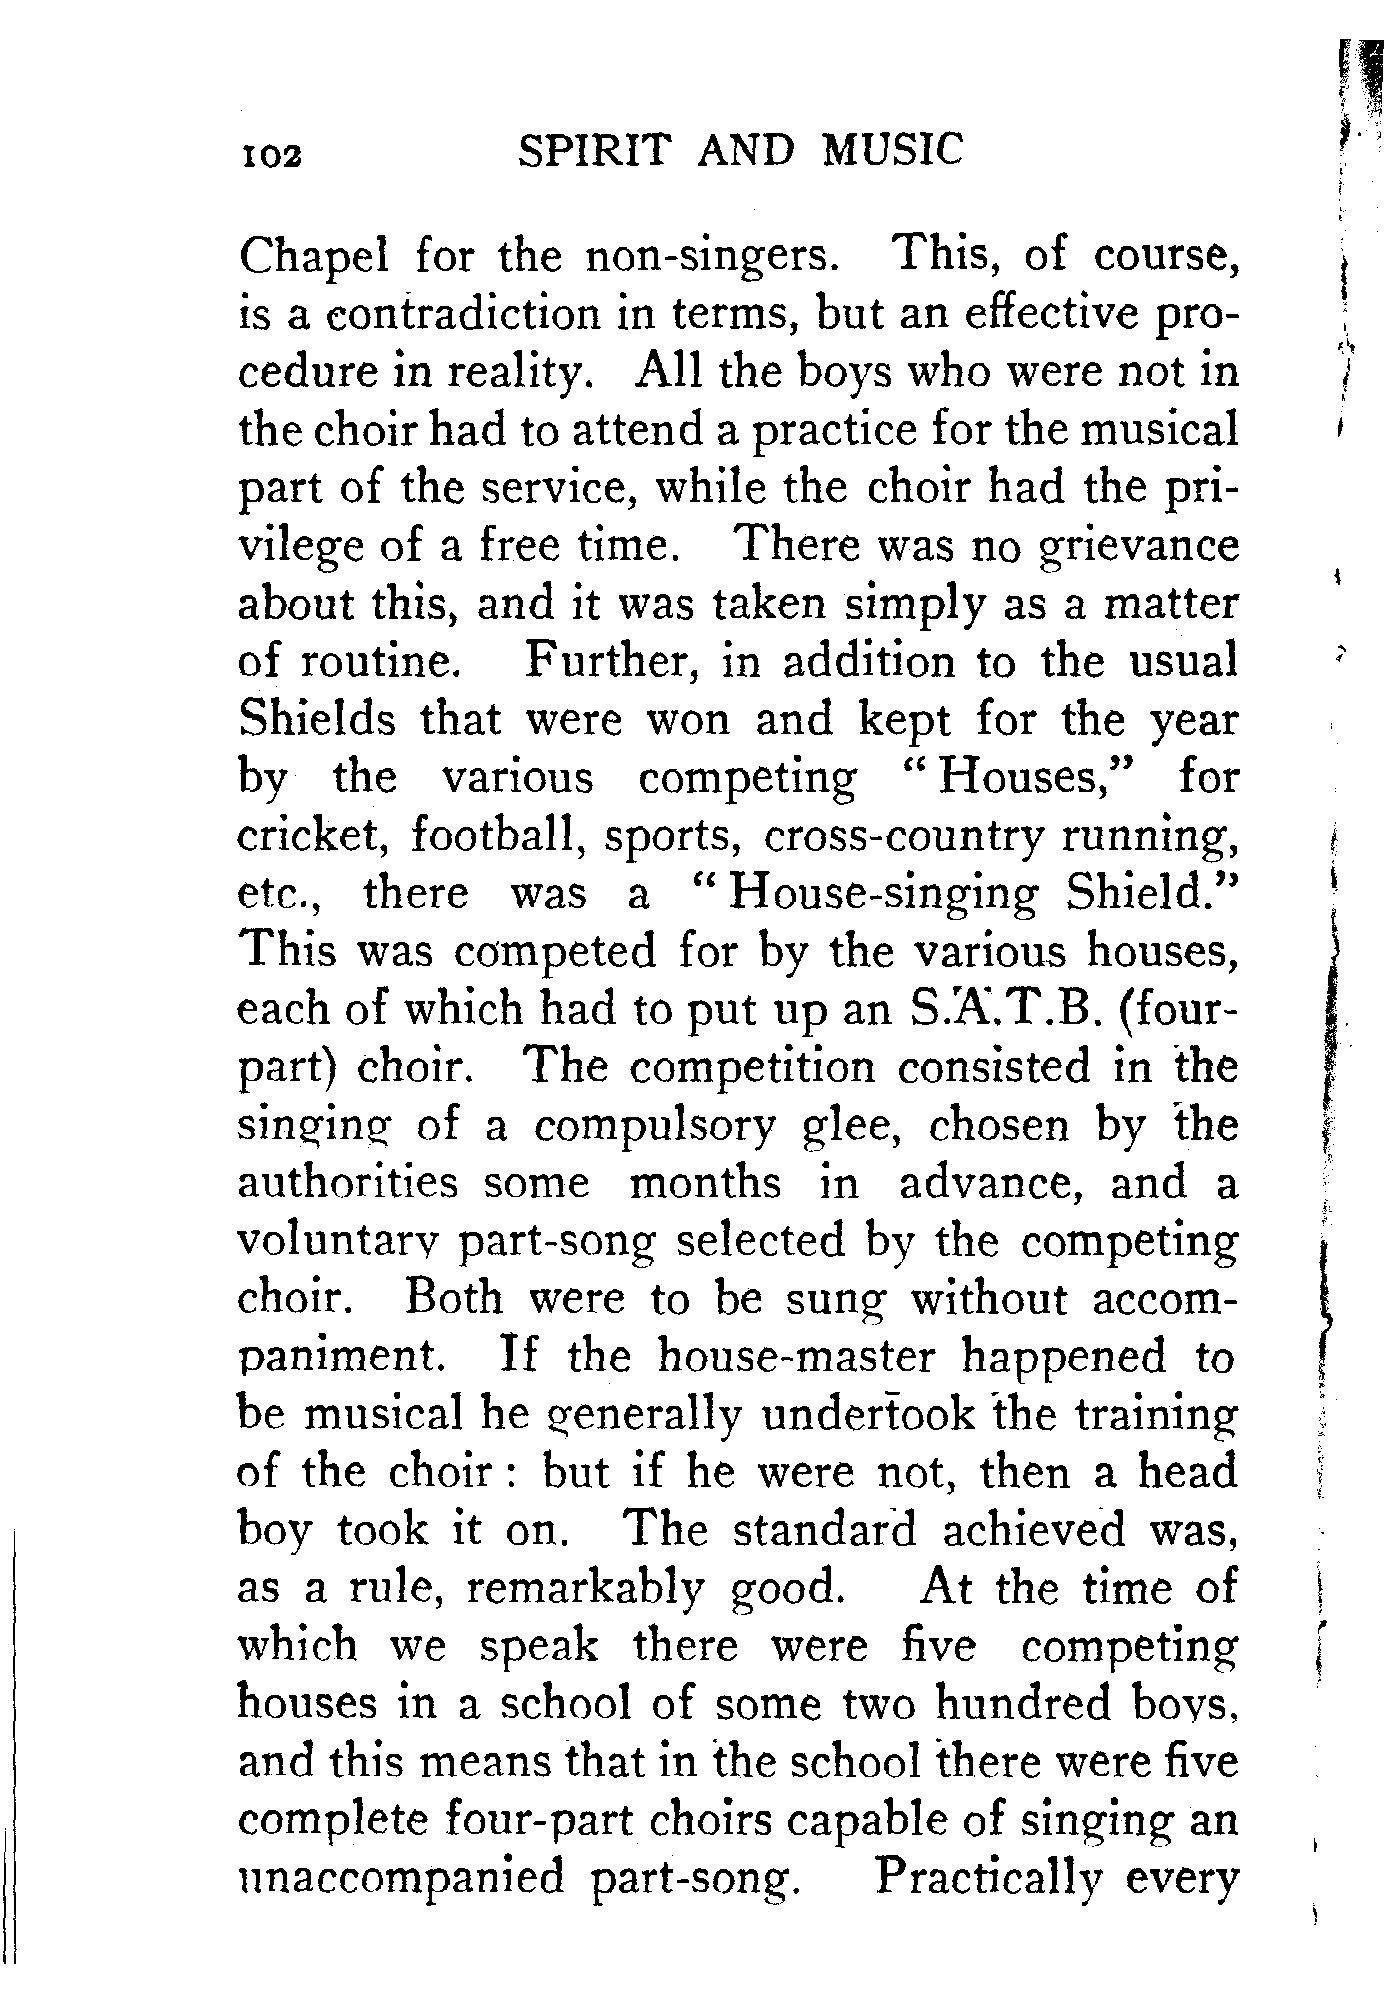 102 SPIRIT AND MUSIC
Chapel for the non-singers. This, of course,
is a contradiction in terms, but an effective pro-
cedure in reality. All the boys who were not in
the choir had to attend a practice for the musical
part of the service, while the choir had the pri-
vilege of a free time. There was no grievance
about this, and it was taken simply as a matter
of routine. Further, in addition to the usual
Shields that were won and kept for the year
by the various competing “Houses,” for
cricket, football, sports, cross-country running,
etc., there was a “House-singing Shield.”
This was competed for by the various houses,
each of which had to put up an S.A.T.B. (four-
part) choir. The competition consisted in the
singing of a compulsory glee, chosen by the
authorities some months in advance, and a
voluntary part-song selected by the competing
choir. Both were to be sung without accom-
paniment. If the house-master happened to
be musical he generally undertook the training
of the choir: but if he were not, then a head
boy took it on. The standard achieved was,
as a rule, remarkably good. At the time of
which we speak there were five competing
houses in a school of some two hundred boys,
and this means that in the school there were five
complete four-part choirs capable of singing an
unaccompanied part-song. Practically every